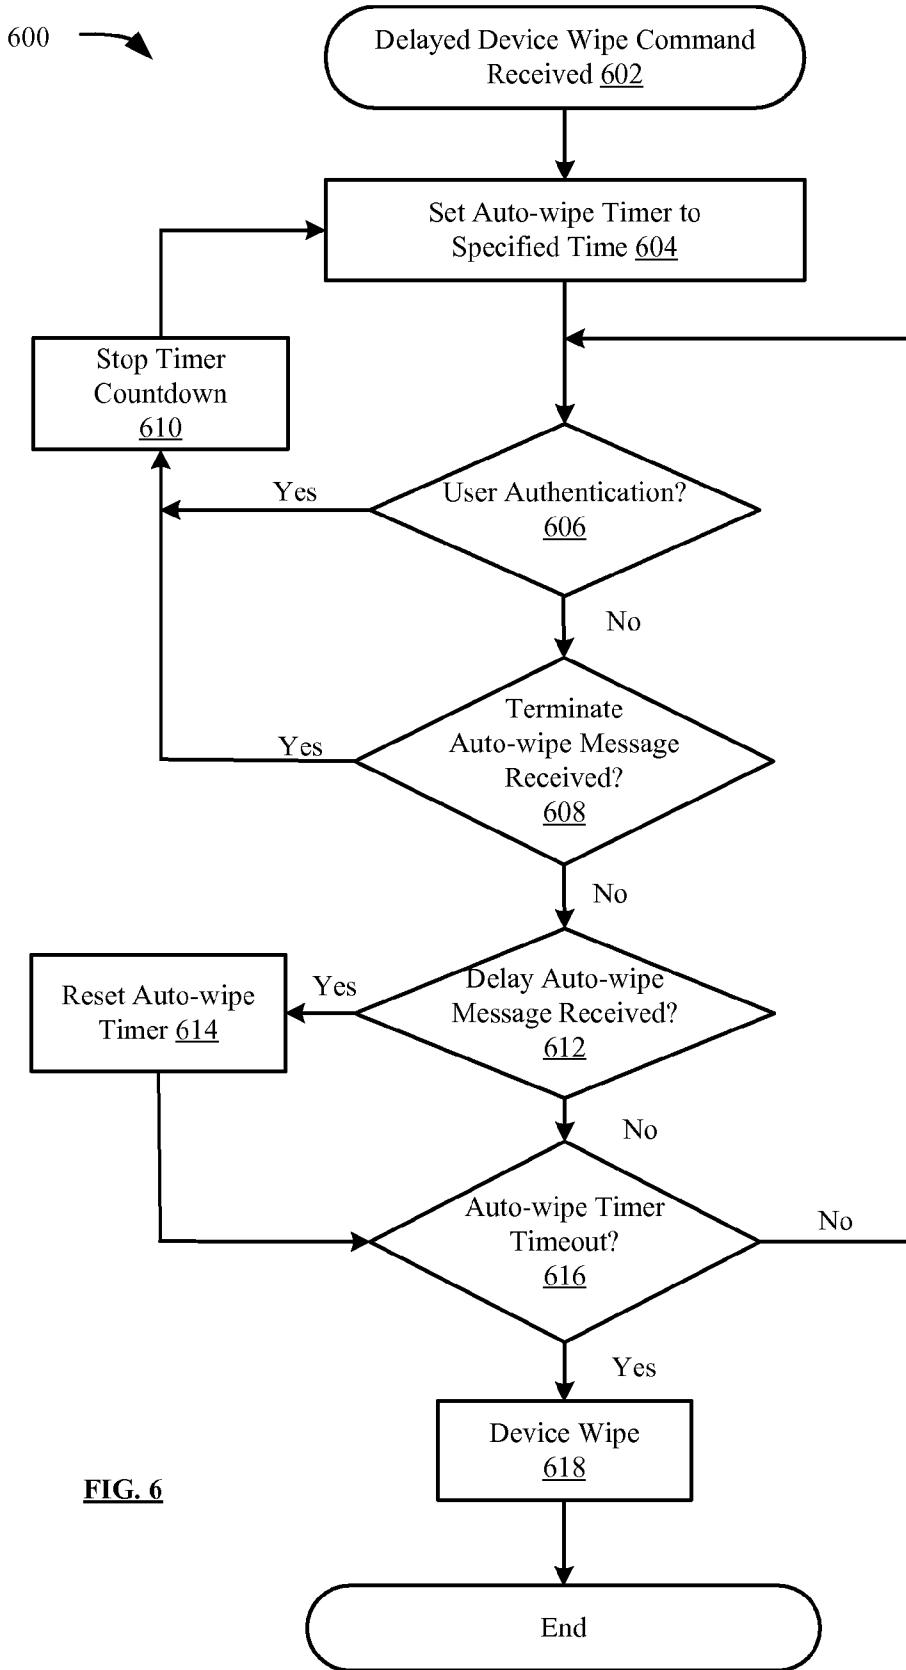 600
Delayed Device Wipe Command
Received 602
Set Auto-wipe Timer to
Specified Time 604
Stop Timer
Countdown
610
Yes
User Authentication?
606
No
Yes
Terminate
Auto-wipe Message
Received?
608
No
Reset Auto-wipe
Timer 614
Yes
Delay Auto-wipe
Message Received?
612
No
Auto-wipe Timer
Timeout?
616
No
Yes
Device Wipe
618
FIG. 6
End